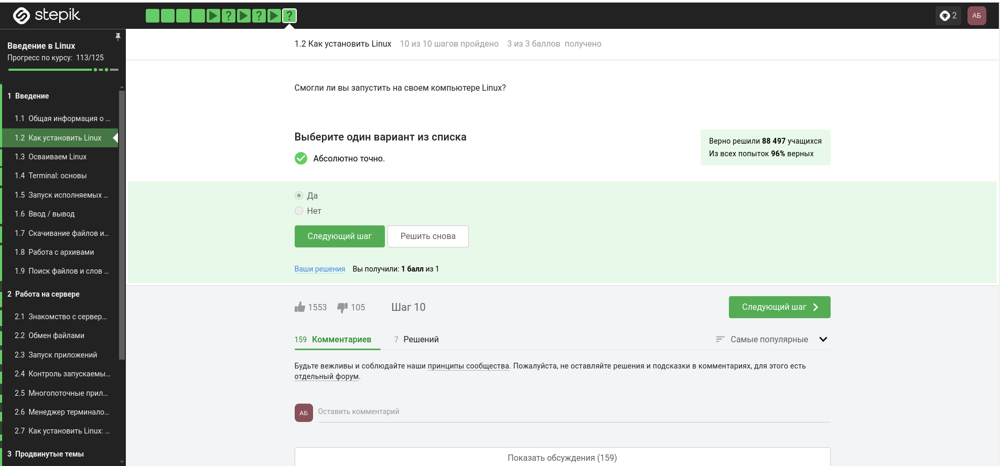 stepik
? ? ?
2
АБ
Введение в Linux
Прогресс по курсу: 113/125
1 Введение
1.1 Общая информация о ...
1.2 Как установить Linux
1.3 Осваиваем Linux
1.4 Terminal: основы
1.5 Запуск исполняемых ...
1.6 Ввод / вывод
1.7 Скачивание файлов и...
1.8 Работа с архивами
1.9 Поиск файлов и слов ...
2 Работа на сервере
2.1 Знакомство с сервер...
2.2 Обмен файлами
2.3 Запуск приложений
2.4 Контроль запускаемы...
2.5 Многопоточные прил...
2.6 Менеджер терминало...
2.7 Как установить Linux: ...
3 Продвинутые темы
1.2 Как установить Linux 10 из 10 шагов пройдено 3 из 3 баллов получено
Смогли ли вы запустить на своем компьютере Linux?
Выберите один вариант из списка
Абсолютно точно.
Верно решили 88 497 учащихся
Из всех попыток 96% верных
Да
Нет
Следующий шаг
Решить снова
Ваши решения Вы получили: 1 балл из 1
1553 105 Шаг 10
Следующий шаг
159 Комментариев 7 Решений
Самые популярные
Будьте вежливы и соблюдайте наши принципы сообщества. Пожалуйста, не оставляйте решения и подсказки в комментариях, для этого есть
отдельный форум.
АБ
Оставить комментарий
Показать обсуждения (159)